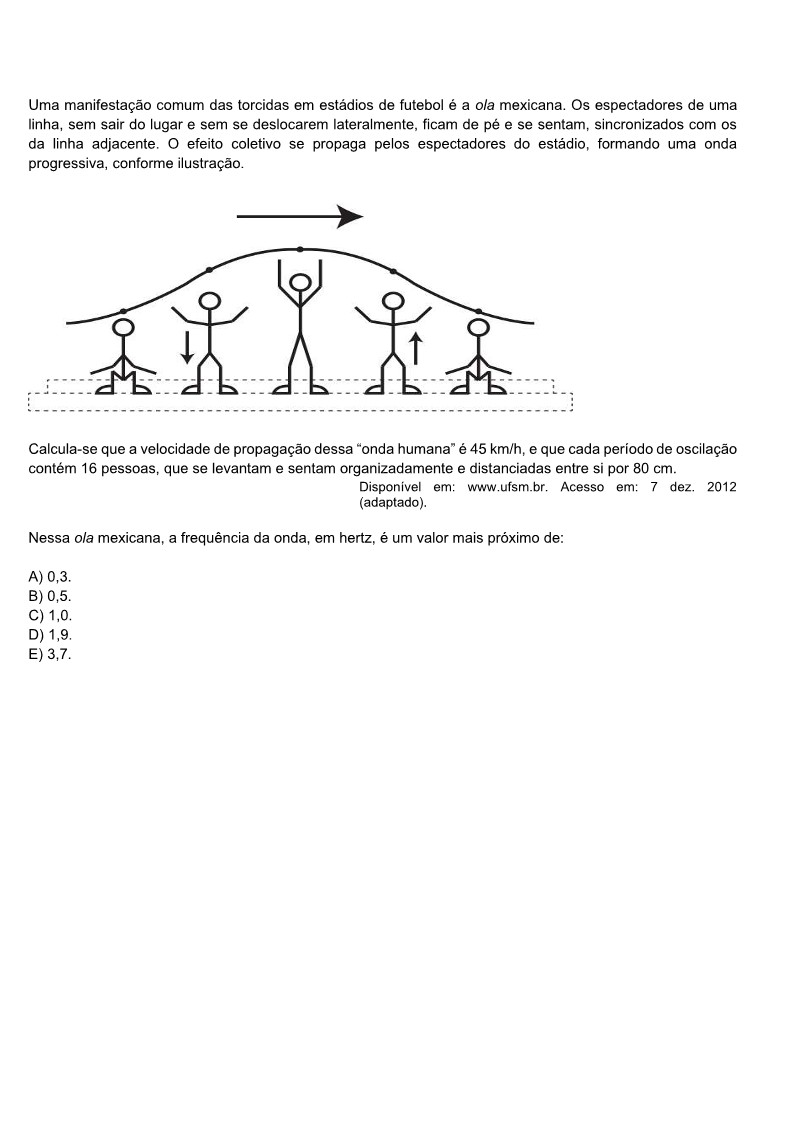 Uma manifestação comum das torcidas em estádios de futebol é a ola mexicana. Os espectadores de uma
linha, sem sair do lugar e sem se deslocarem lateralmente, ficam de pé e se sentam, sincronizados com os
da linha adjacente. O efeito coletivo se propaga pelos espectadores do estádio, formando uma onda
progressiva, conforme ilustração.
Calcula-se que a velocidade de propagação dessa “onda humana” é 45 km/h, e que cada período de oscilação
contém 16 pessoas, que se levantam e sentam organizadamente e distanciadas entre si por 80 cm.
Disponível em: www.ufsm.br. Acesso em: 7 dez. 2012
(adaptado).
Nessa ola mexicana, a frequência da onda, em hertz, é um valor mais próximo de:
A) 0,3.
B) 0,5.
C) 1,0.
D) 1,9.
E) 3,7.